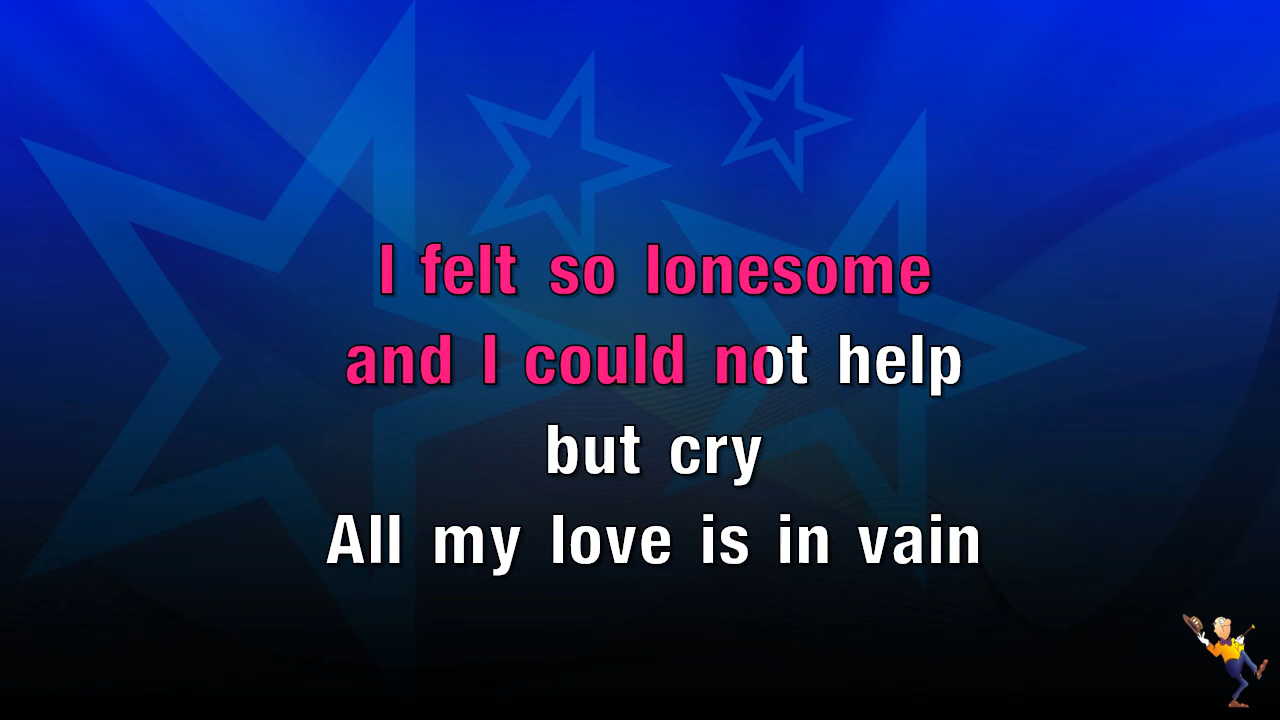 I felt so lonesome
and I could not help
but cry
All my love is in vain